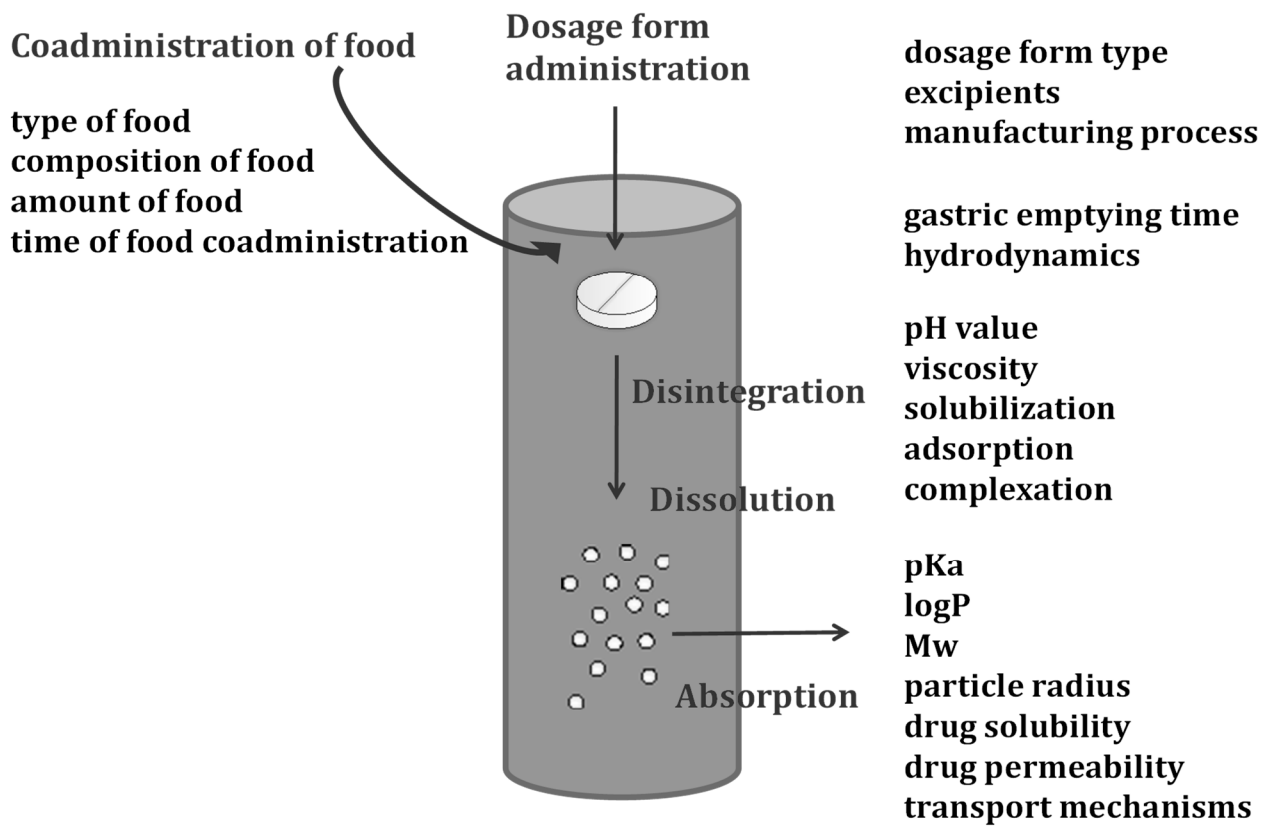 Coadministration of food
type of food
composition of food
amount of food
time of food coadministration
Dosage form
administration
Disintegration
Dissolution
Absorption
dosage form type
excipients
manufacturing process
gastric emptying time
hydrodynamics
pH value
viscosity
solubilization
adsorption
complexation
pKa
logP
Mw
particle radius
drug solubility
drug permeability
transport mechanisms